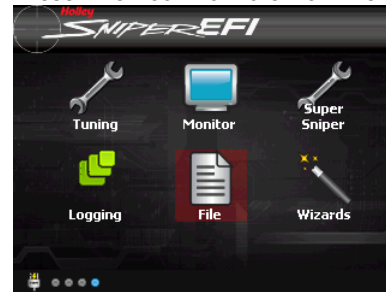 Holley
SNIPER EFI
Tuning
Monitor
Super
Sniper
Logging
File
Wizards